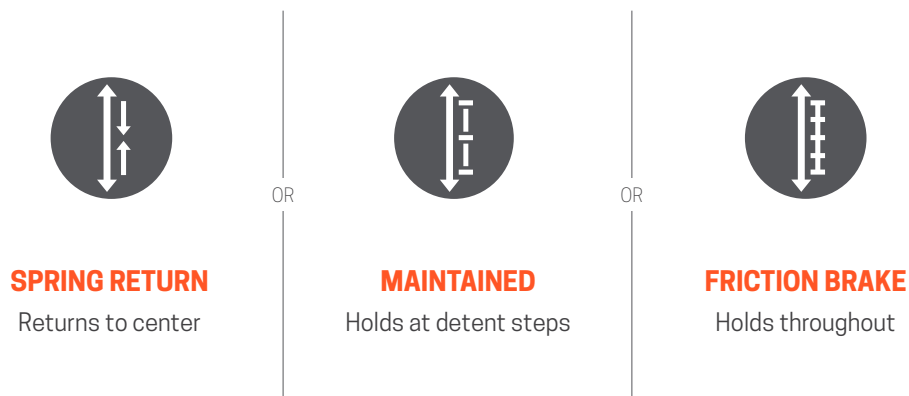 OR
OR
SPRING RETURN
Returns to center
MAINTAINED
Holds at detent steps
FRICTION BRAKE
Holds throughout